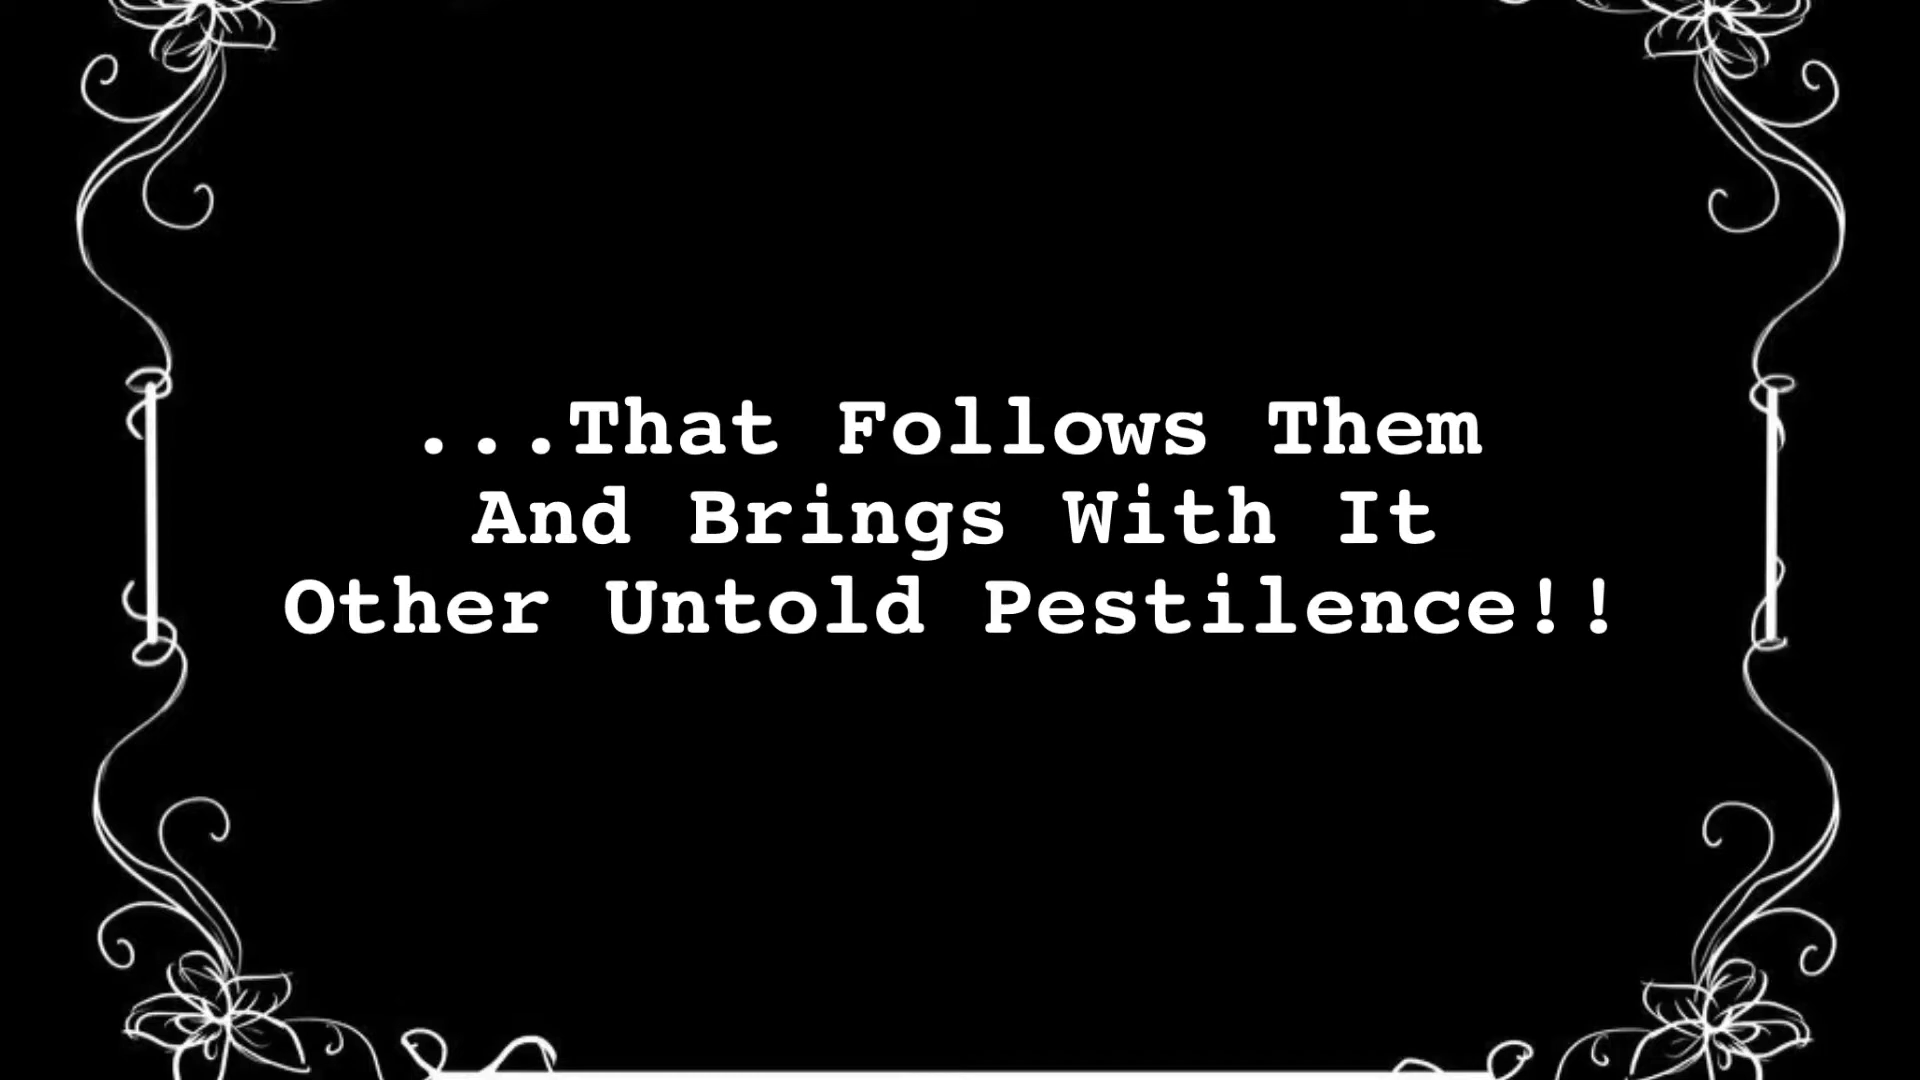 ...That Follows Them
And Brings With It
Other Untold Pestilence!!